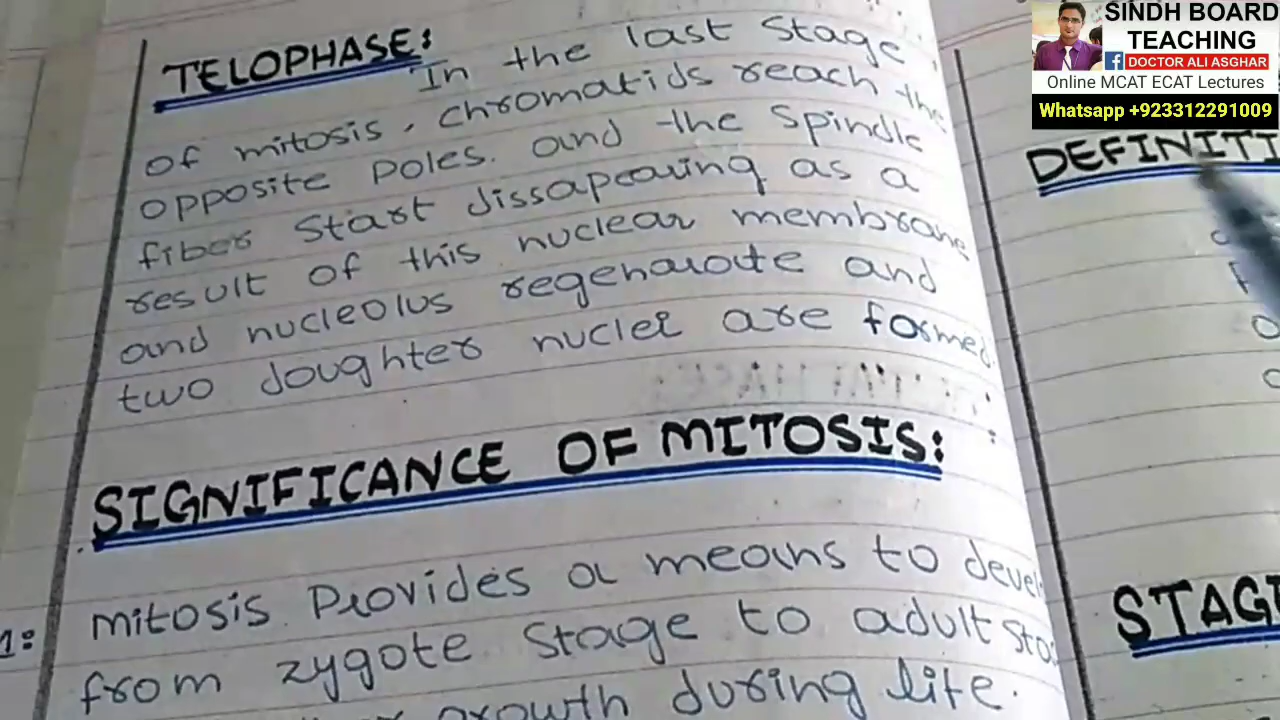 TELOPHASE:
In the last stage
of mitosis, chromatids reach the
opposite poles. and the spindle
fiber start dissapearing as a
result of this nuclear membrane
and nucleolus regenarate and
two doughter nuclei are formed.
SIGNIFICANCE OF MITOSIS:
1: mitosis provides a means to devel
from zygote stage to adult sta
growth during life.
DEFINITI
STAG
SINDH BOARD
TEACHING
f DOCTOR ALI ASGHAR
Online MCAT ECAT Lectures
Whatsapp +923312291009